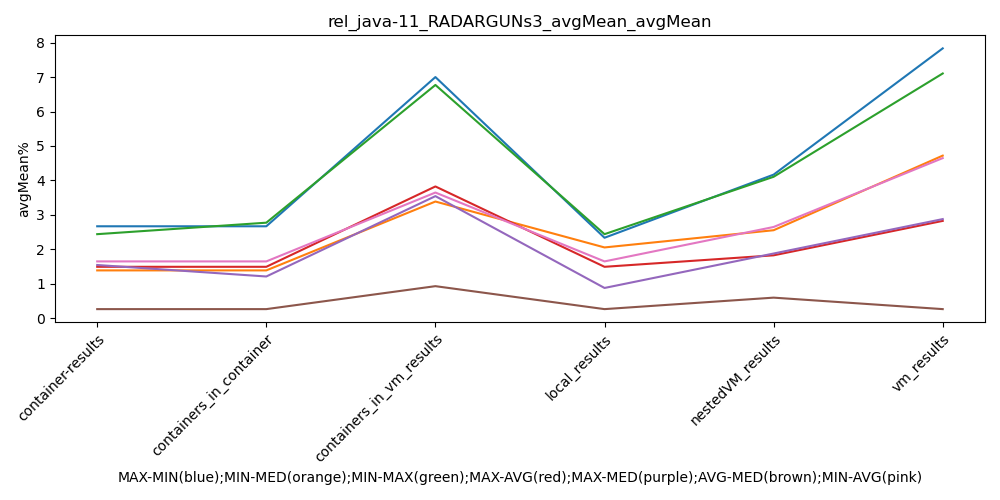 rel_java-11_RADARGUNs3_avgMean_avgMean
avgMean%
8
7
6
5
4
3
2
1
0
container-results
containers_in_container
containers_in_vm_results
local_results
nestedVM_results
vm_results
MAX-MIN(blue);MIN-MED(orange);MIN-MAX(green);MAX-AVG(red);MAX-MED(purple);AVG-MED(brown);MIN-AVG(pink)